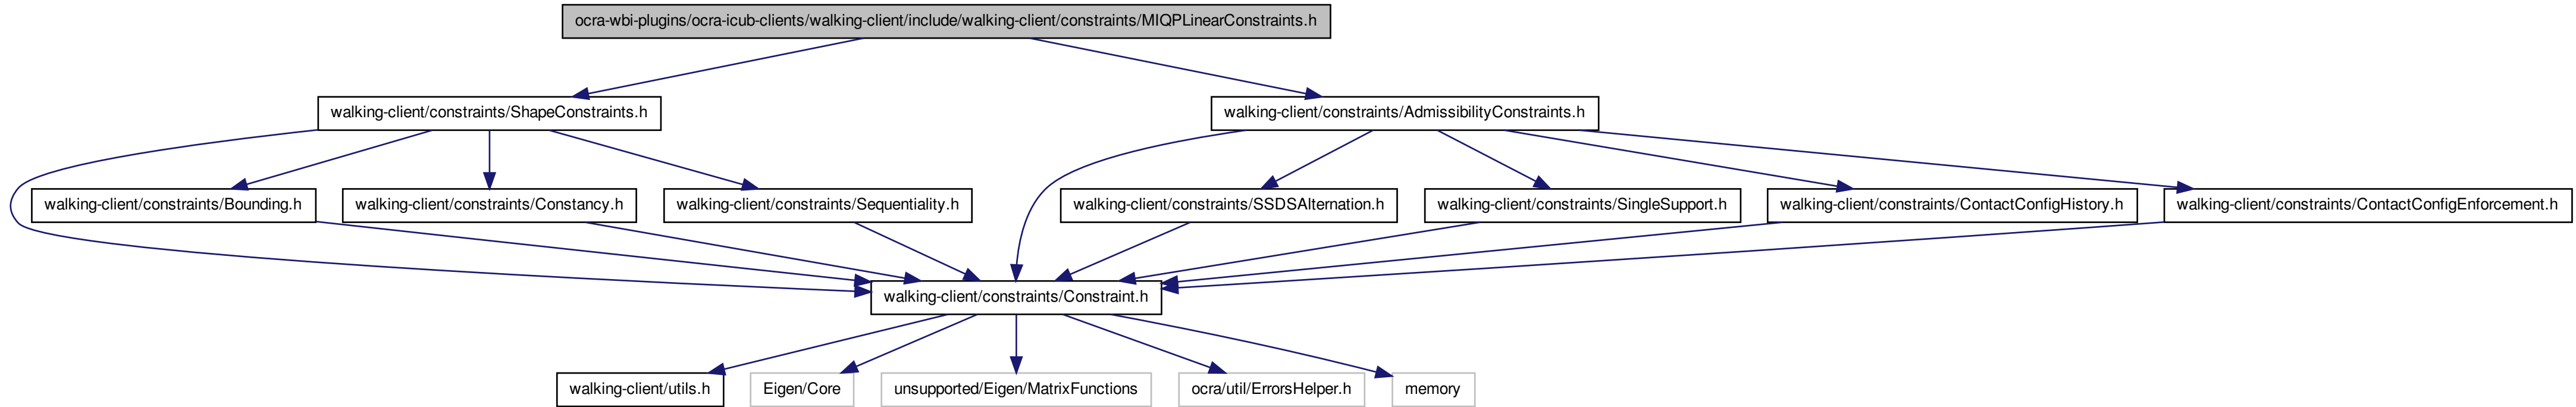 ocra-wbi-plugins/ocra-icub-clients/walking-client/include/walking-client/constraints/MIQPLinearConstraints.h
walking-client/constraints/ShapeConstraints.h
walking-client/constraints/AdmissibilityConstraints.h
walking-client/constraints/Bounding.h
walking-client/constraints/Constancy.h
walking-client/constraints/Sequentiality.h
walking-client/constraints/SSDSAlternation.h
walking-client/constraints/SingleSupport.h
walking-client/constraints/ContactConfigHistory.h
walking-client/constraints/ContactConfigEnforcement.h
walking-client/constraints/Constraint.h
walking-client/utils.h
Eigen/Core
unsupported/Eigen/MatrixFunctions
ocra/util/ErrorsHelper.h
memory